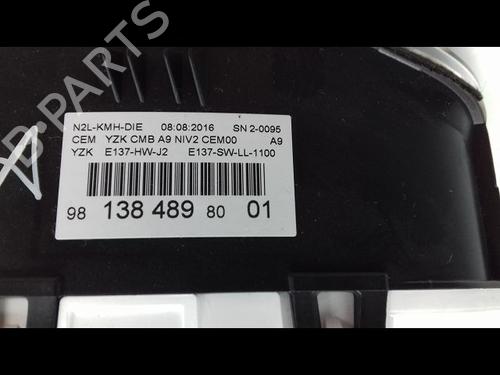 N2L-KMH-DIE 08:08:2016 SN 2-0095
CEM YZK CMB A9 NIV2 CEM00 A9
YZK E137-HW-J2 E137-SW-LL-1100
98 138 489 80 01
B-PARTS